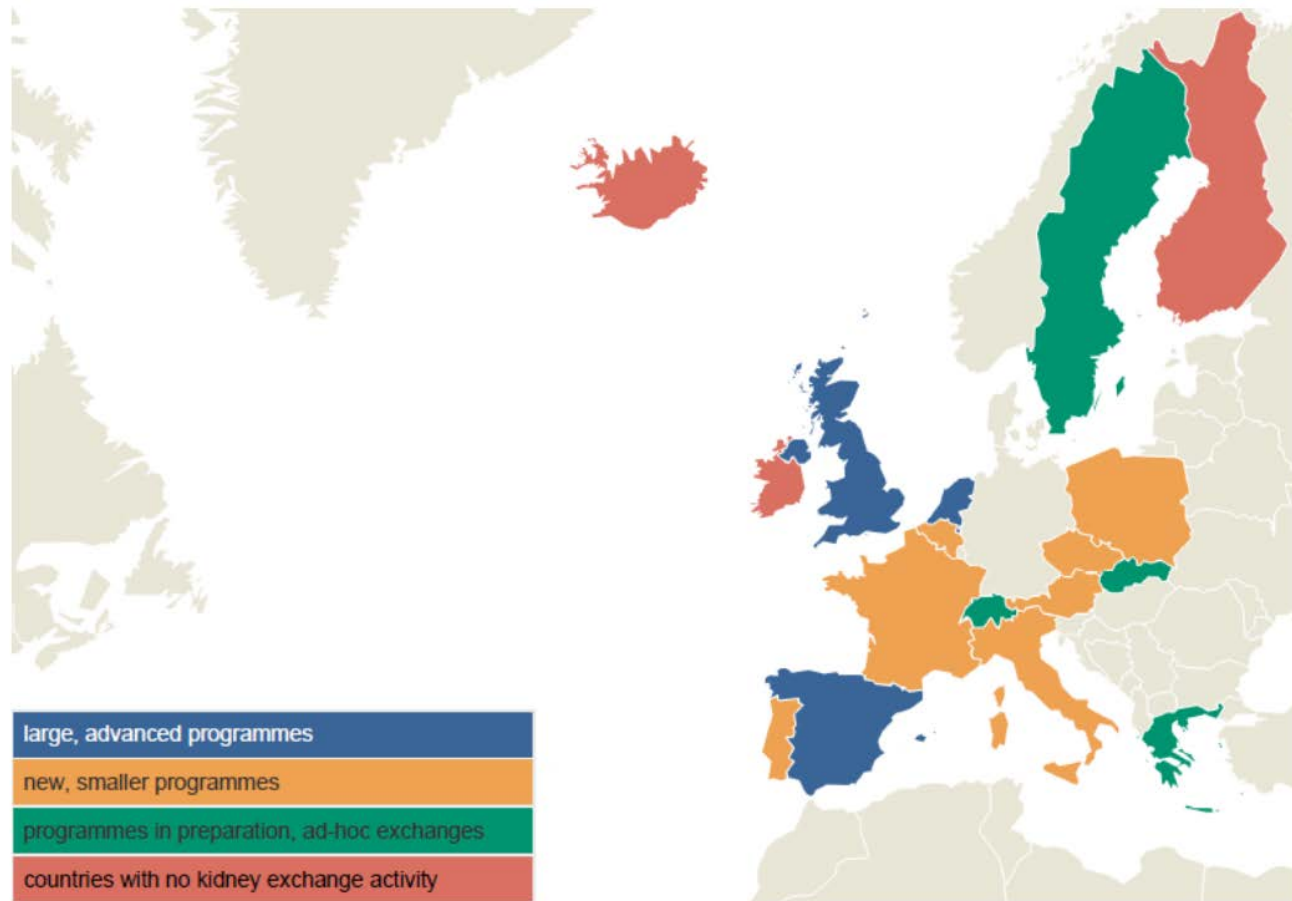 large, advanced programmes
new, smaller programmes
programmes in preparation, ad-hoc exchanges
countries with no kidney exchange activity